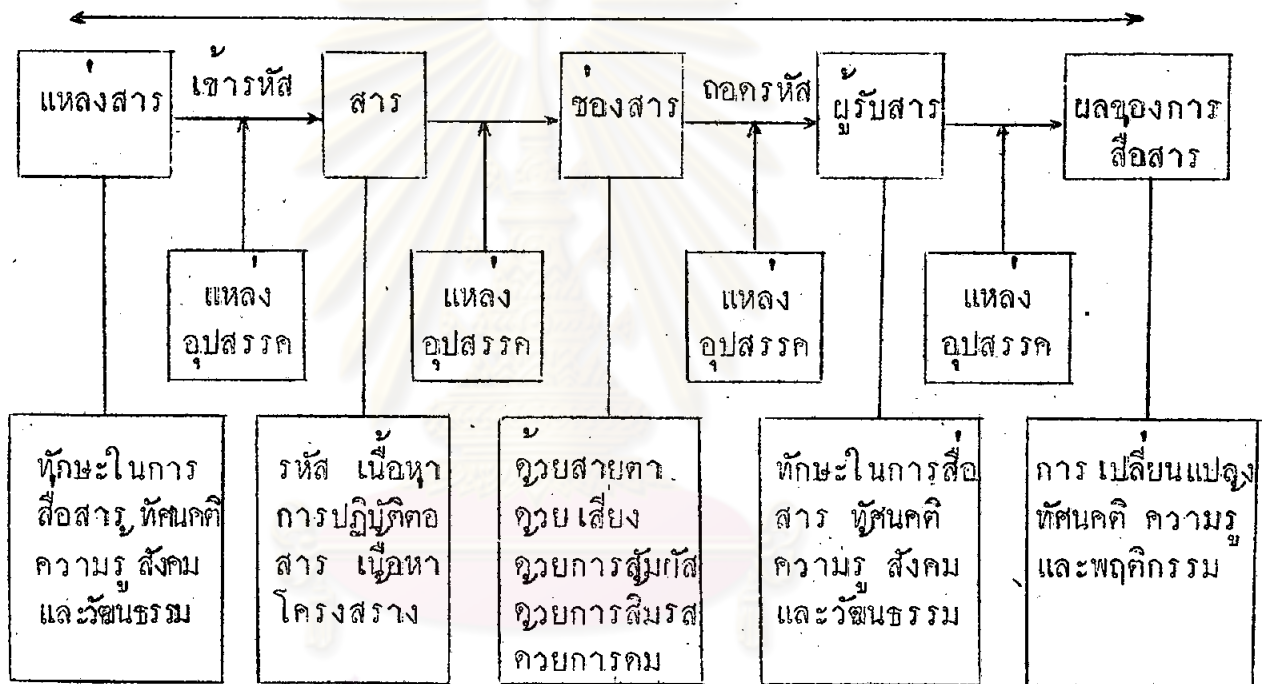 แหล่งสาร
เข้ารหัส
สาร
ช่องสาร
ถอดรหัส
ผู้รับสาร
ผลของการ
สื่อสาร
แหล่ง
อุปสรรค
แหล่ง
อุปสรรค
แหล่ง
อุปสรรค
แหล่ง
อุปสรรค
ทักษะในการ
สื่อสาร ทัศนคติ
ความรู้ สังคม
และวัฒนธรรม
รหัส เนื้อหา
การปฏิบัติตอ
สาร เนื้อหา
โครงสราง
ด้วยสายตา
ด้วยเสียง
ด้วยการสัมผัส
ด้วยการลิ้มรส
ดวยการดม
ทักษะในการสื่อ
สาร ทัศนคติ
ความรู้ สังคม
และวัฒนธรรม
การเปลี่ยนแปลง
ทัศนคติ ความรู้
และพฤติกรรม